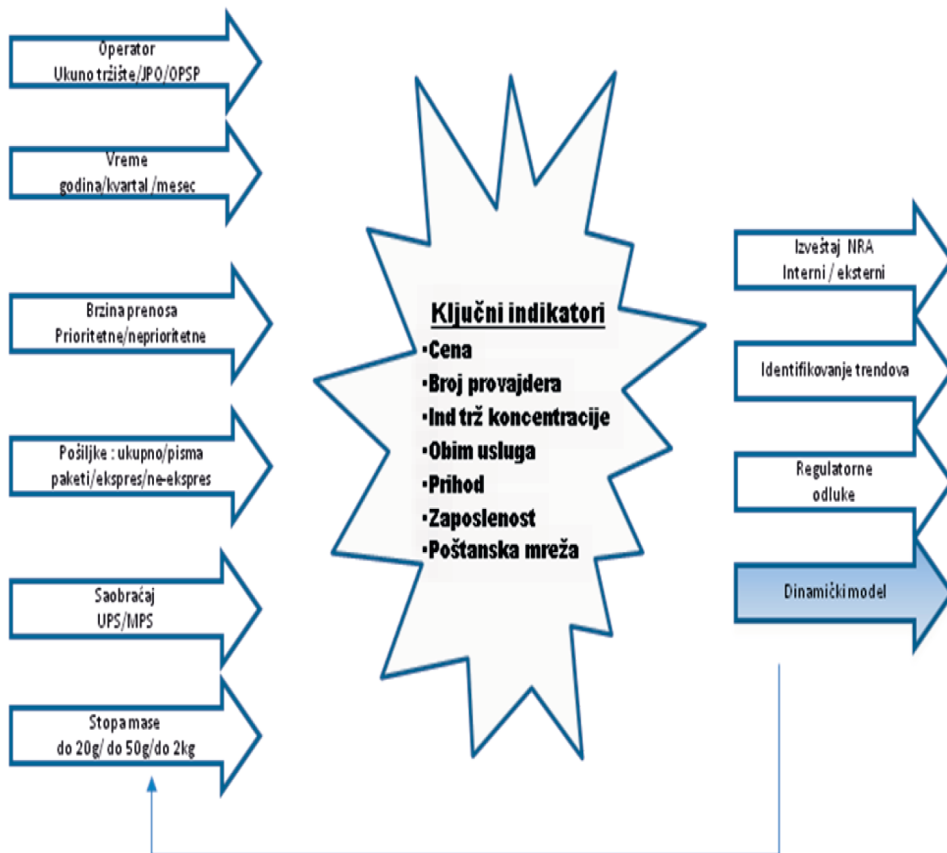 Operator
Ukuno tržište/JPO/OPSP
Vreme
godina/kvartal /mesec
Brzina prenosa
Prioritetne/neprioritetne
Pošiljke : ukupno/pisma
paketi/ekspres/ne-ekspres
Saobraćaj
UPS/MPS
Stopa mase
do 20g/ do 50g/do 2kg
Ključni indikatori
•Cena
•Broj provajdera
•Ind trž koncentracije
•Obim usluga
•Prihod
•Zaposlenost
•Poštanska mreža
Izveštaj NRA
Interni / eksterni
Identifikovanje trendova
Regulatorne
odluke
Dinamički model